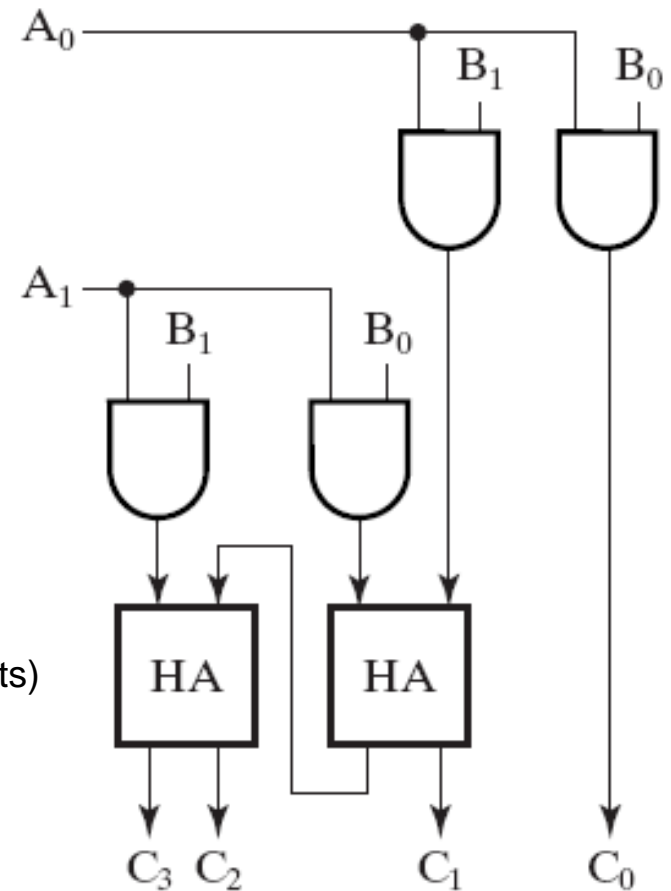 A₀
B₁ B₀
A₁
B₁ B₀
ts)
HA HA
C₃ C₂ C₁ C₀